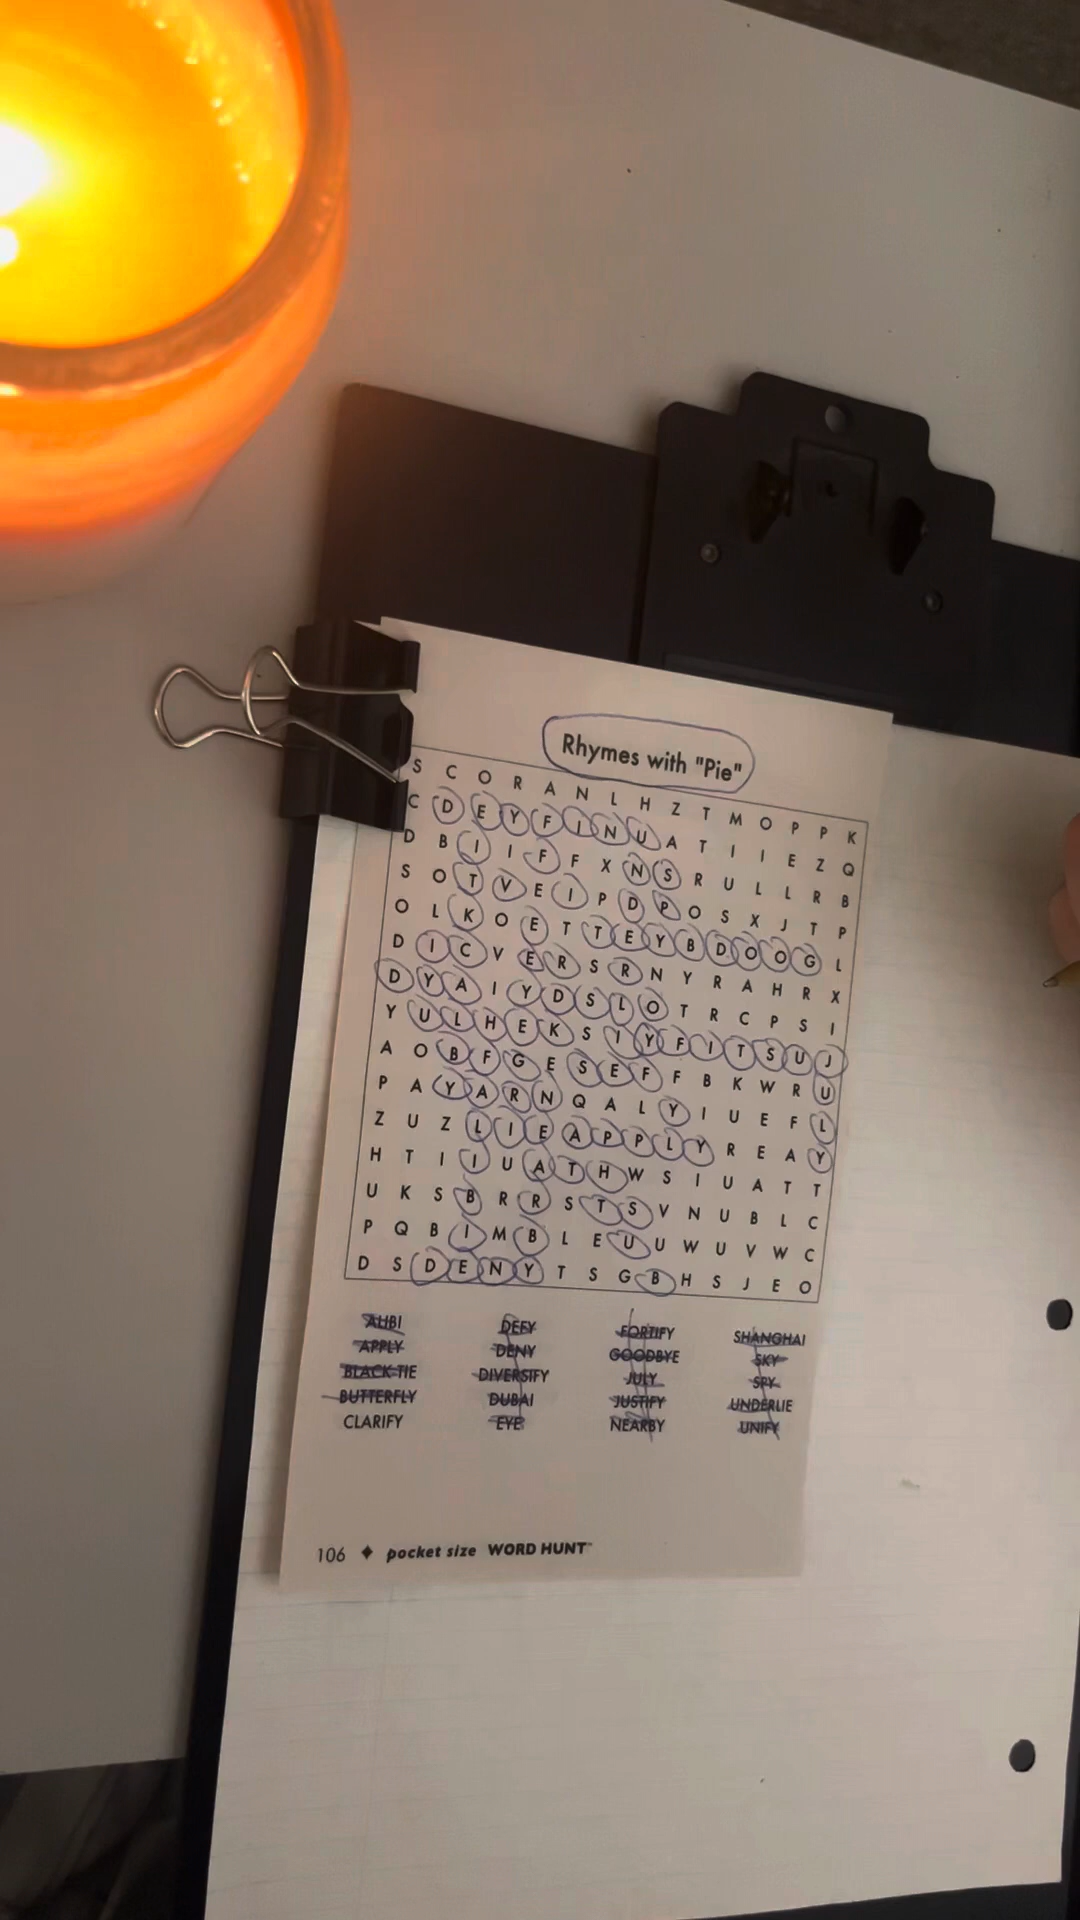 Rhymes with "Pie"
S C O R A N L H Z T M O P P K
C D E Y F I N U A T I I E Z Q
D B I I F F X N S R U L L R B
S O T V E I P D P O S X J T P
O L K O E T T E Y B D O O G L
D I C V E R S R N Y R A H R X
D Y A I Y D S L O T R C P S I
Y U L H E K S I Y F I T S U J
A O B F G E S E F F B K W R U
P A Y A R N Q A L Y I U E F L
Z U Z L I E A P P L Y R E A Y
H T I I U A T H W S I U A T T
U K S B R R S T S V N U B L C
P Q B I M B L E U U W U V W C
D S D E N Y T S G B H S J E O
ALIBI DEFY FORTIFY SHANGHAI
APPLY DENY GOODBYE SKY
BLACK TIE DIVERSIFY JULY SPY
BUTTERFLY DUBAI JUSTIFY UNDERLIE
CLARIFY EYE NEARBY UNIFY
106 ♦ pocket size WORD HUNT™